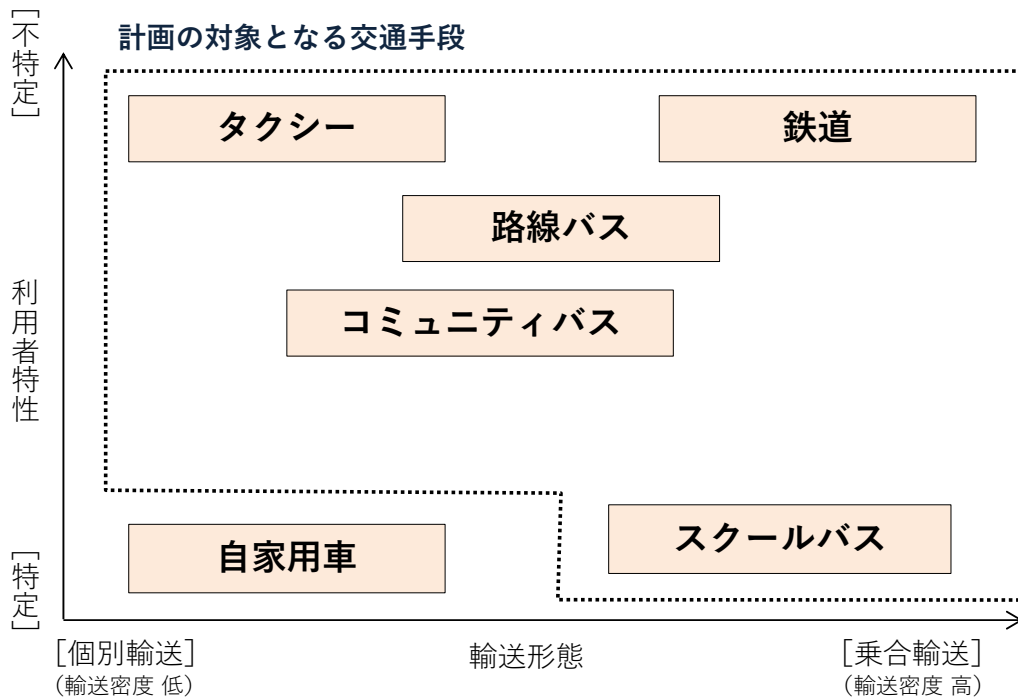 計画の対象となる交通手段
[不特定]
タクシー
鉄道
路線バス
コミュニティバス
利用者特性
スクールバス
自家用車
[特定]
[個別輸送]
(輸送密度 低)
輸送形態
[乗合輸送]
(輸送密度 高)